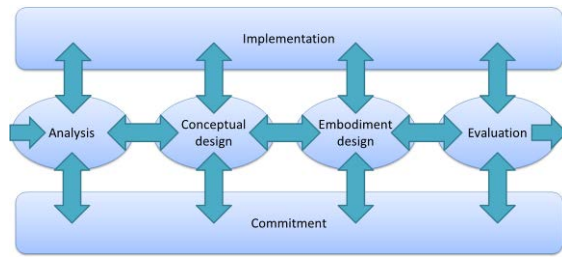 Implementation
Analysis
Conceptual
design
Embodiment
design
Evaluation
Commitment